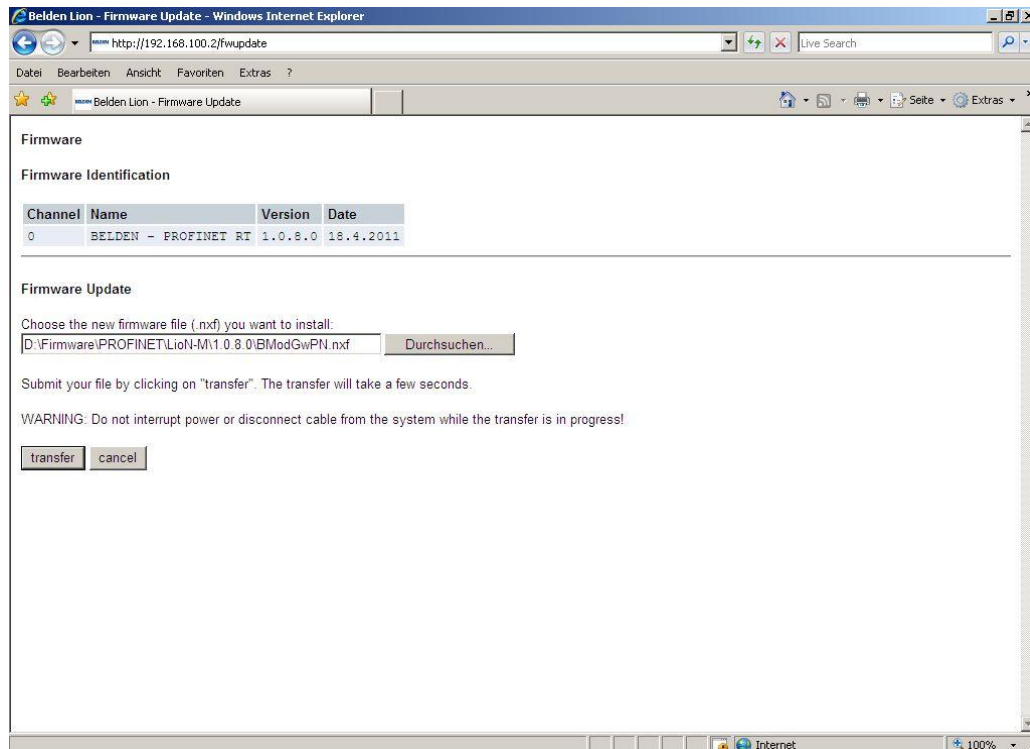 Belden Lion - Firmware Update - Windows Internet Explorer
http://192.168.100.2/fwupdate Live Search
Datei Bearbeiten Ansicht Favoriten Extras ?
Belden Lion - Firmware Update Seite Extras
Firmware
Firmware Identification
Channel Name Version Date
0 BELDEN - PROFINET RT 1.0.8.0 18.4.2011
Firmware Update
Choose the new firmware file (.nxf) you want to install:
D:\Firmware\PROFINET\LioN-M\1.0.8.0\BModGwPN.nxf Durchsuchen...
Submit your file by clicking on "transfer". The transfer will take a few seconds.
WARNING: Do not interrupt power or disconnect cable from the system while the transfer is in progress!
transfer cancel
Internet 100%